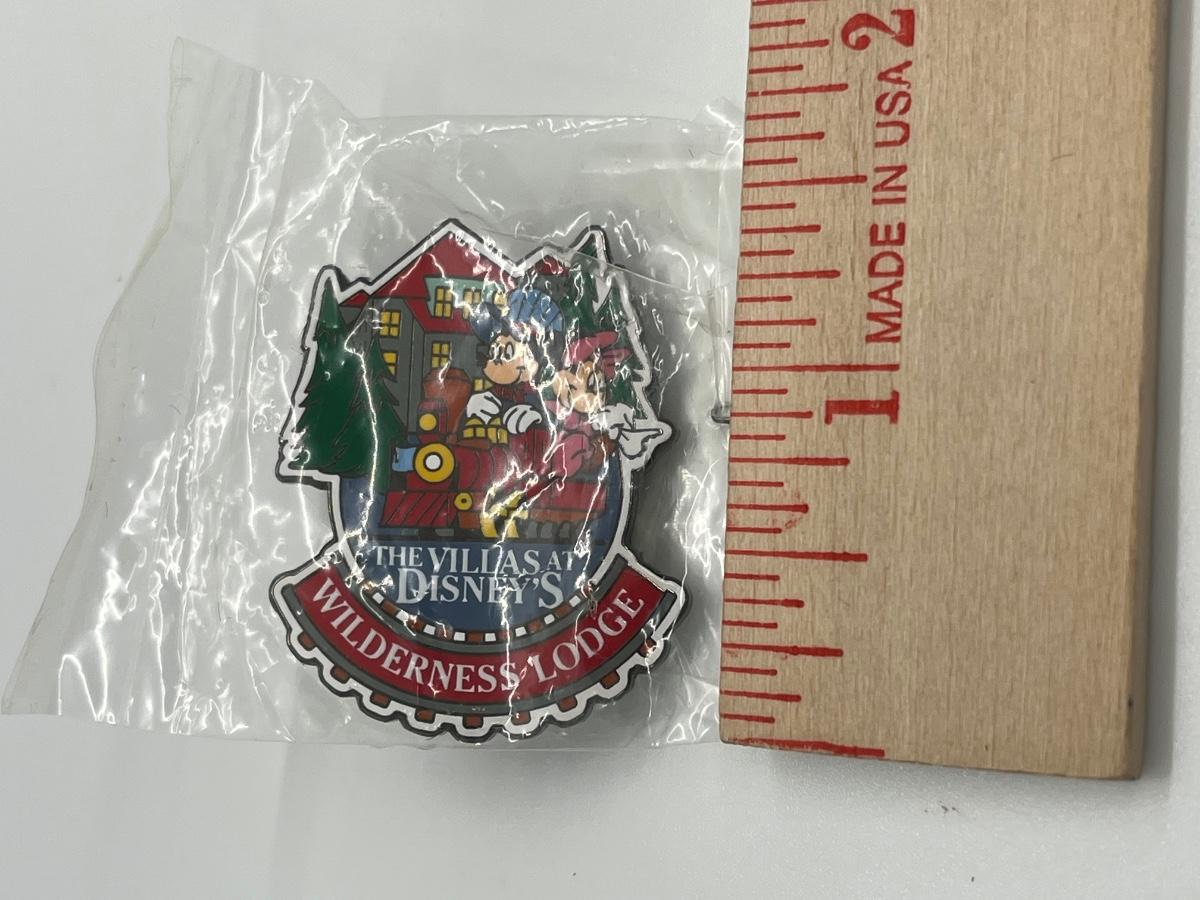 THE VILLAS AT
DISNEY'S
WILDERNESS LODGE
1 MADE IN USA 2